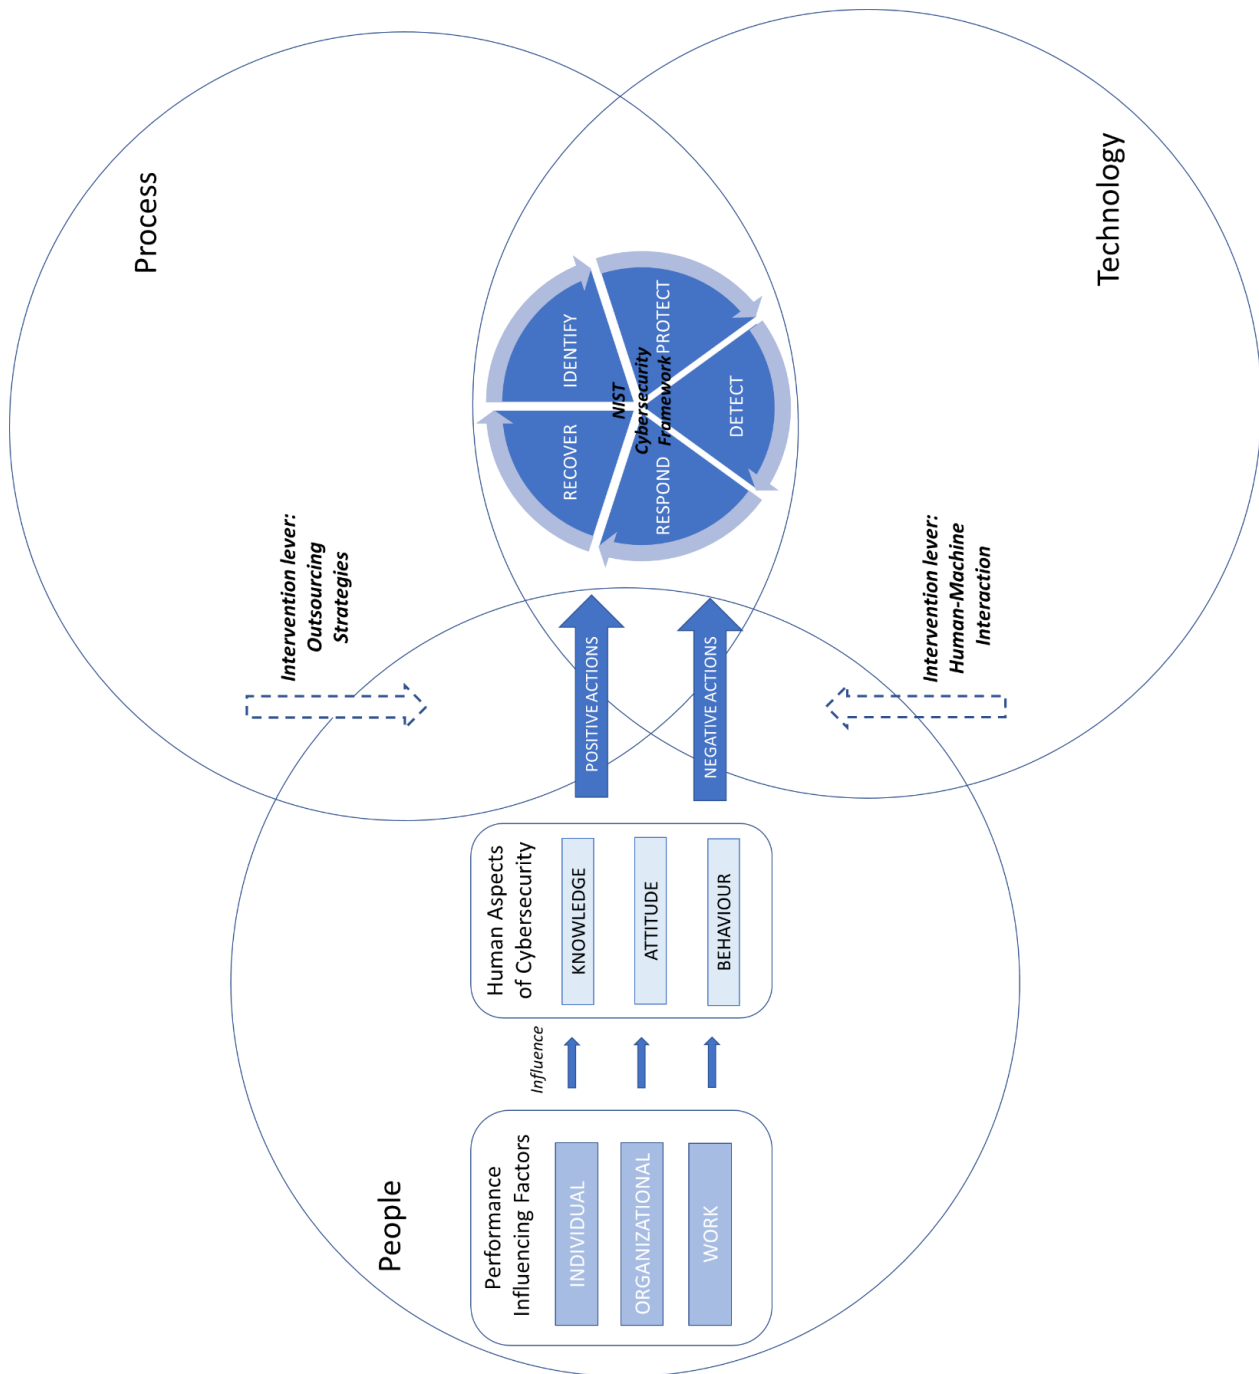 People
Performance
Influencing Factors
INDIVIDUAL
ORGANIZATIONAL
WORK
Influence
Human Aspects
of Cybersecurity
KNOWLEDGE
ATTITUDE
BEHAVIOUR
POSITIVE ACTIONS
NEGATIVE ACTIONS
Intervention lever:
Outsourcing
Strategies
Intervention lever:
Human-Machine
Interaction
Process
RECOVER
IDENTIFY
NIST
Cybersecurity
Framework
RESPOND
PROTECT
DETECT
Technology